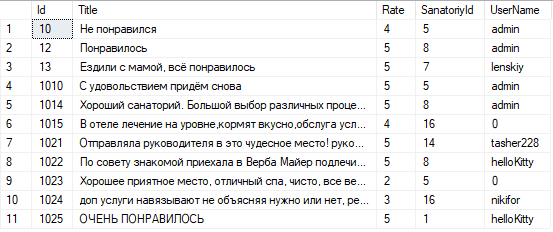 Id Title Rate SanatoriyId UserName
1 10 Не понравился 4 5 admin
2 12 Понравилось 5 8 admin
3 13 Ездили с мамой, всё понравилось 5 7 lenskiy
4 1010 С удовольствием придём снова 5 5 admin
5 1014 Хороший санаторий. Большой выбор различных проце... 5 8 admin
6 1015 В отеле лечение на уровне,кормят вкусно,обслуга усл... 4 16 0
7 1021 Отправляла руководителя в это чудесное место! руко... 5 14 tasher228
8 1022 По совету знакомой приехала в Верба Майер подлечи... 5 8 helloKitty
9 1023 Хорошее приятное место, отличный спа, чисто, все ве... 2 5 0
10 1024 доп услуги навязывают не объясняя нужно или нет, ре... 3 16 nikifor
11 1025 ОЧЕНЬ ПОНРАВИЛОСЬ 5 1 helloKitty